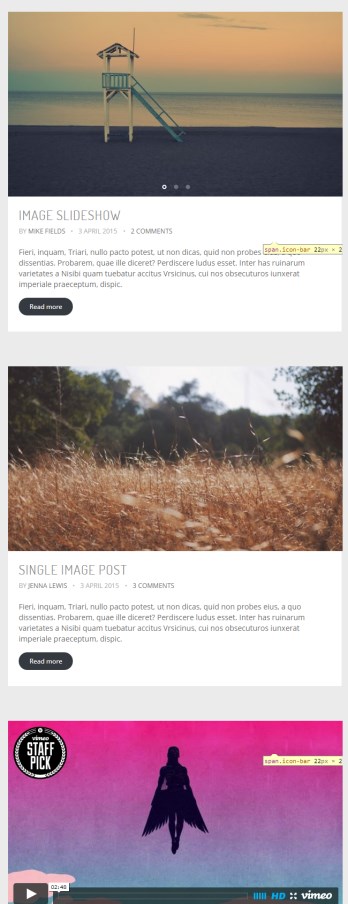 IMAGE SLIDESHOW
BY MIKE FIELDS • 3 APRIL 2015 • 2 COMMENTS
span.icon-bar 22px × 2
Fieri, inquam, Triari, nullo pacto potest, ut non dicas, quid non probes quo
dissentias. Probarem, quae ille diceret? Perdiscere ludus esset. Inter has ruinarum
varietates a Nisibi quam tuebatur accitus Vrsicinus, cui nos obsecuturos iunxerat
imperiale praeceptum, dispic.
Read more
SINGLE IMAGE POST
BY JENNA LEWIS • 3 APRIL 2015 • 3 COMMENTS
Fieri, inquam, Triari, nullo pacto potest, ut non dicas, quid non probes eius, a quo
dissentias. Probarem, quae ille diceret? Perdiscere ludus esset. Inter has ruinarum
varietates a Nisibi quam tuebatur accitus Vrsicinus, cui nos obsecuturos iunxerat
imperiale praeceptum, dispic.
Read more
vimeo
STAFF
PICK
span.icon-bar 22px × 2
02:48
HD vimeo